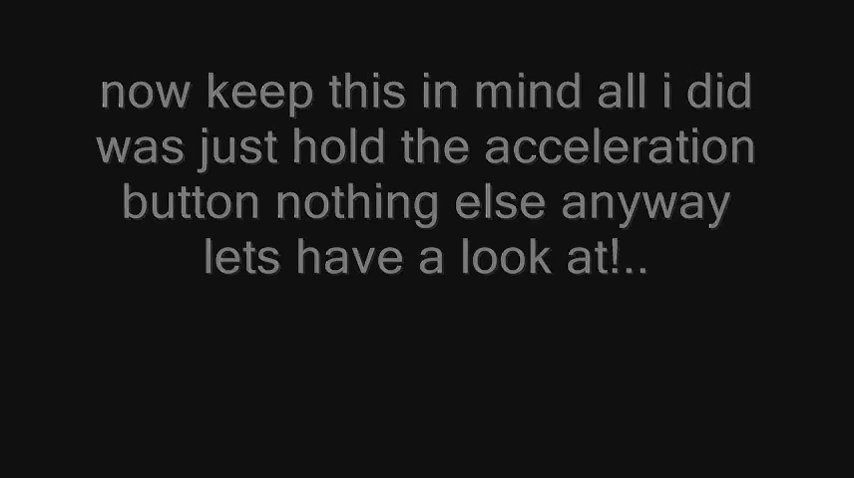 now keep this in mind all i did
was just hold the acceleration
button nothing else anyway
lets have a look at!..